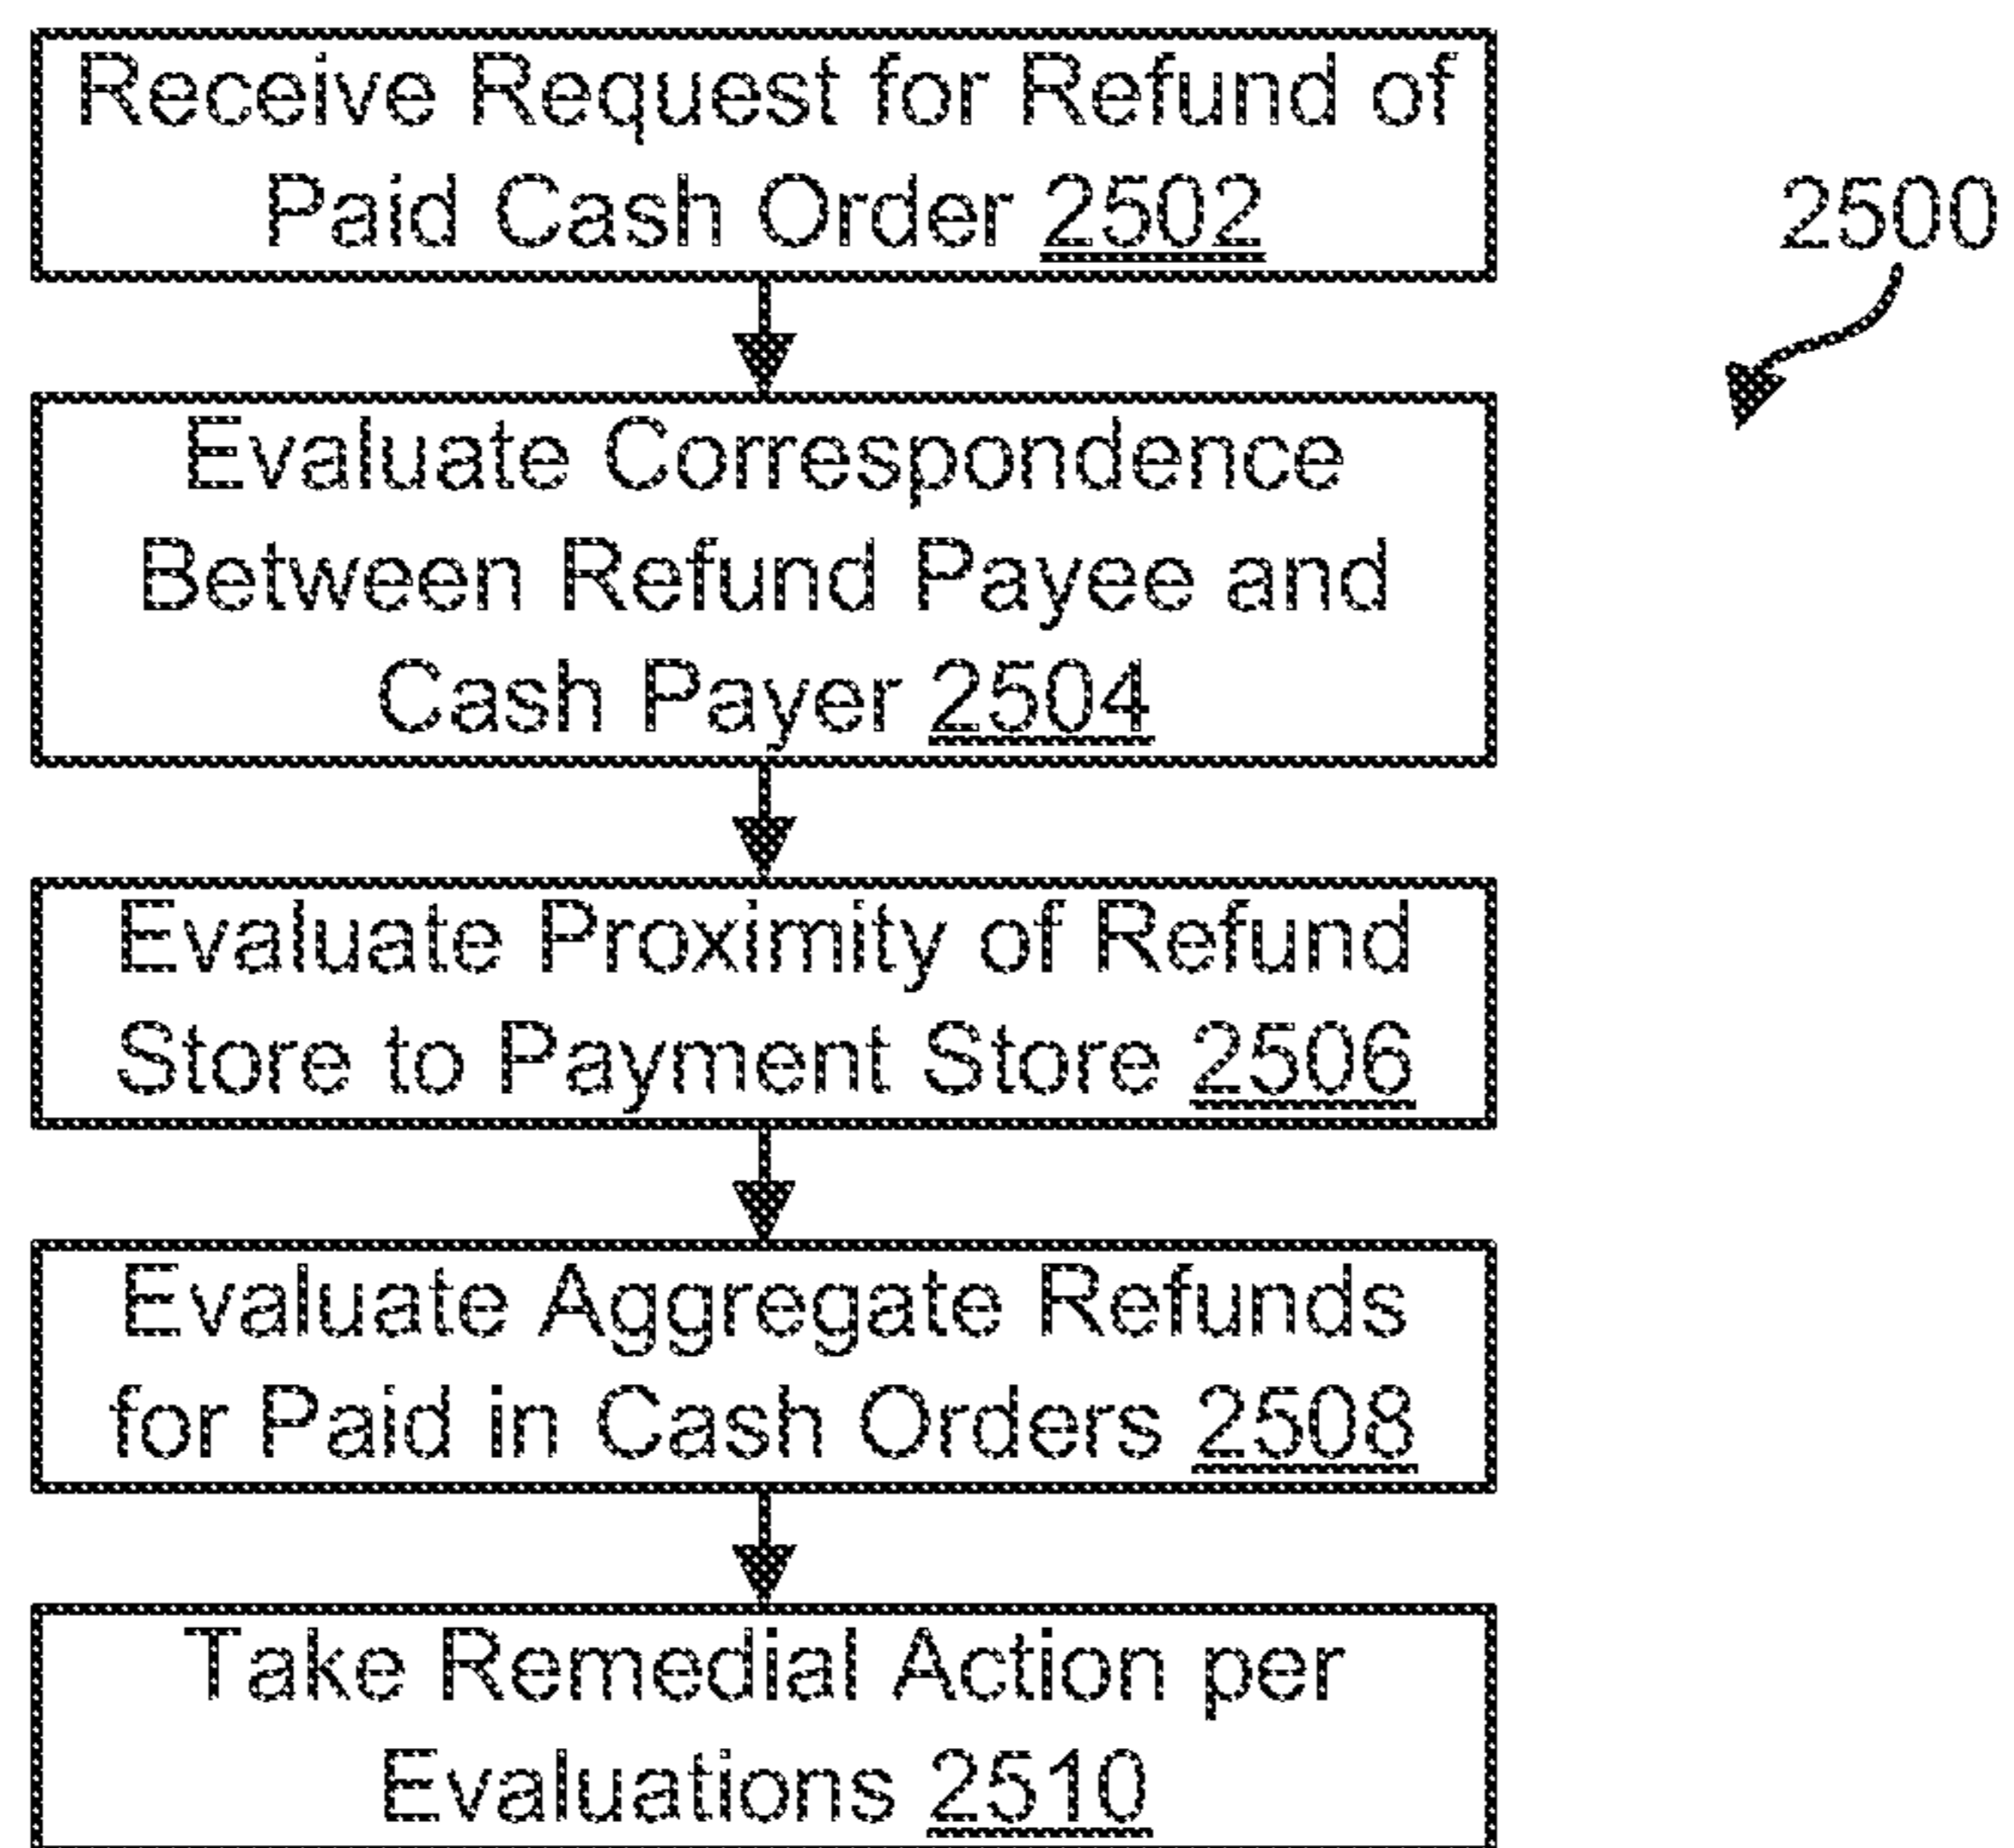 Receive Request for Refund of
Paid Cash Order 2502
2500
Evaluate Correspondence
Between Refund Payee and
Cash Payer 2504
Evaluate Proximity of Refund
Store to Payment Store 2506
Evaluate Aggregate Refunds
for Paid in Cash Orders 2508
Take Remedial Action per
Evaluations 2510